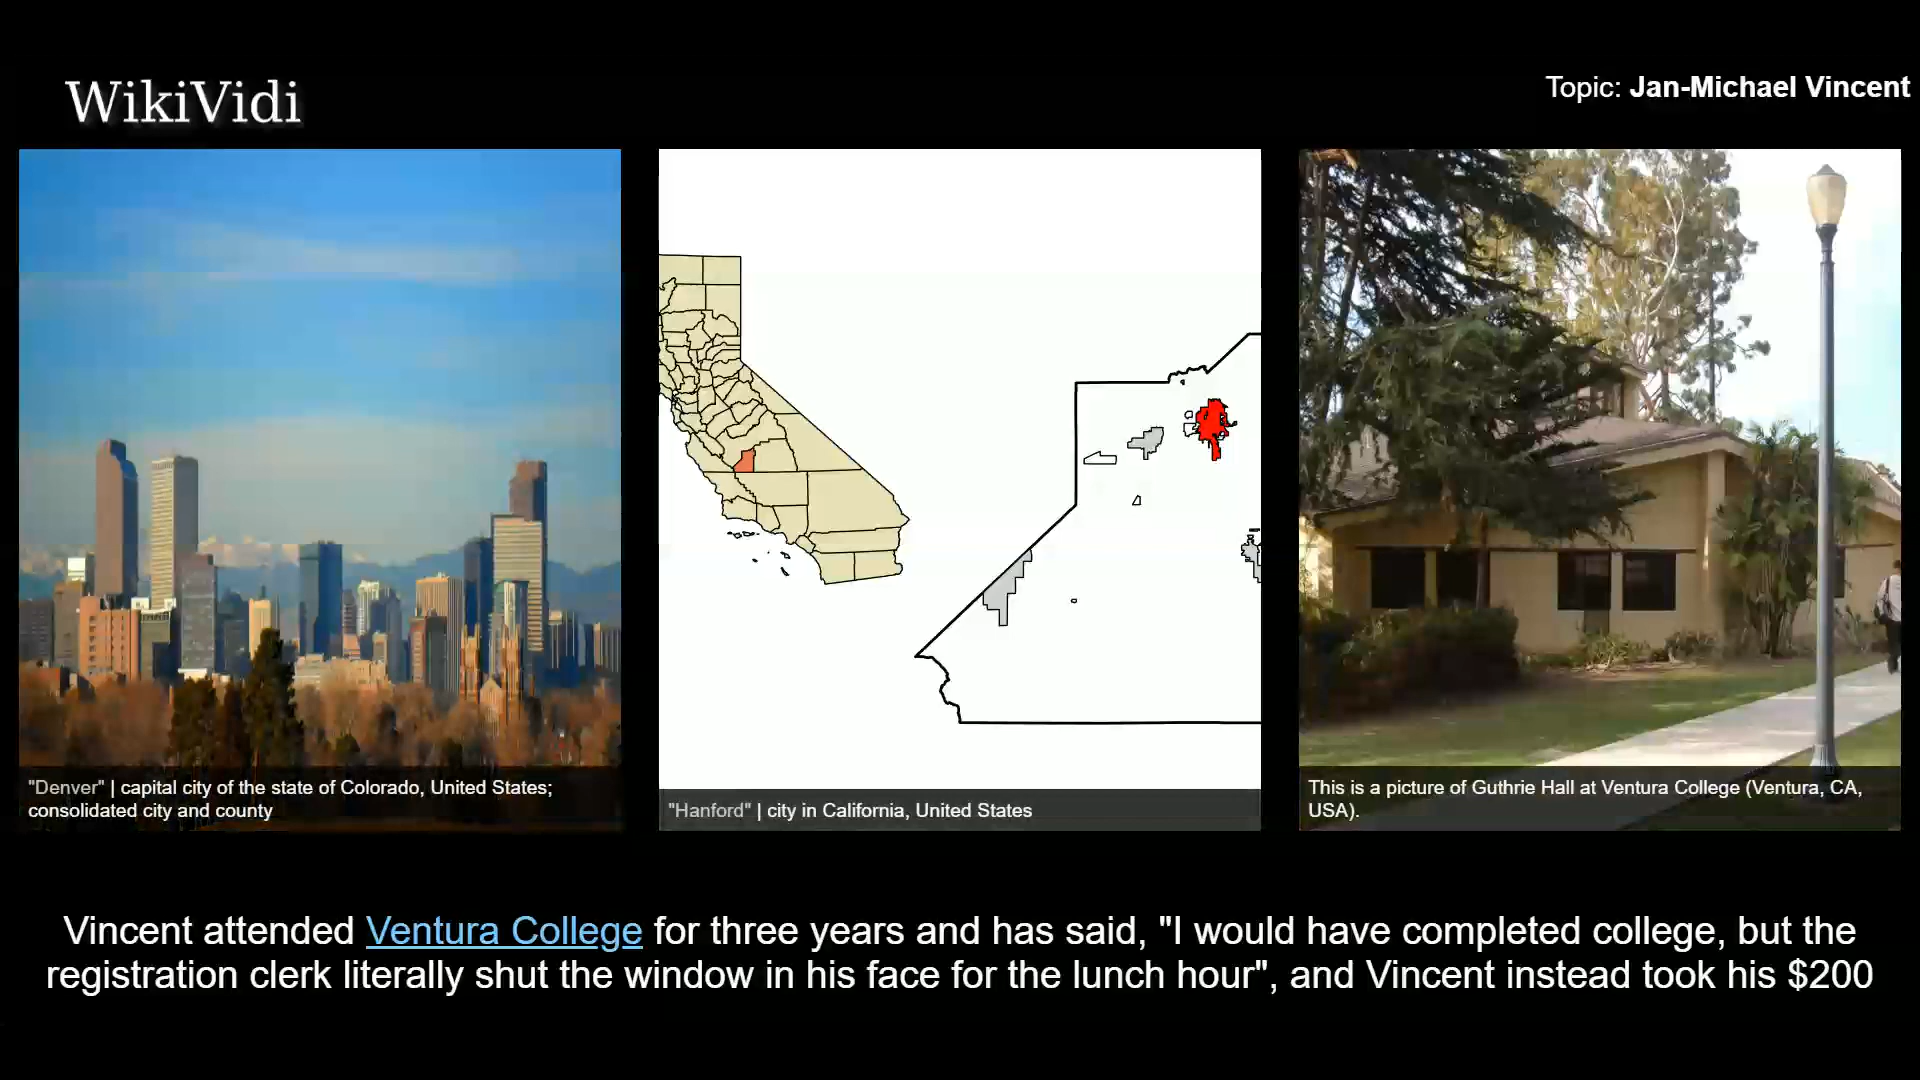 WikiVidi
Topic: Jan-Michael Vincent
"Denver" | capital city of the state of Colorado, United States;
consolidated city and county
"Hanford" | city in California, United States
This is a picture of Guthrie Hall at Ventura College (Ventura, CA,
USA).
Vincent attended Ventura College for three years and has said, "I would have completed college, but the
registration clerk literally shut the window in his face for the lunch hour", and Vincent instead took his $200